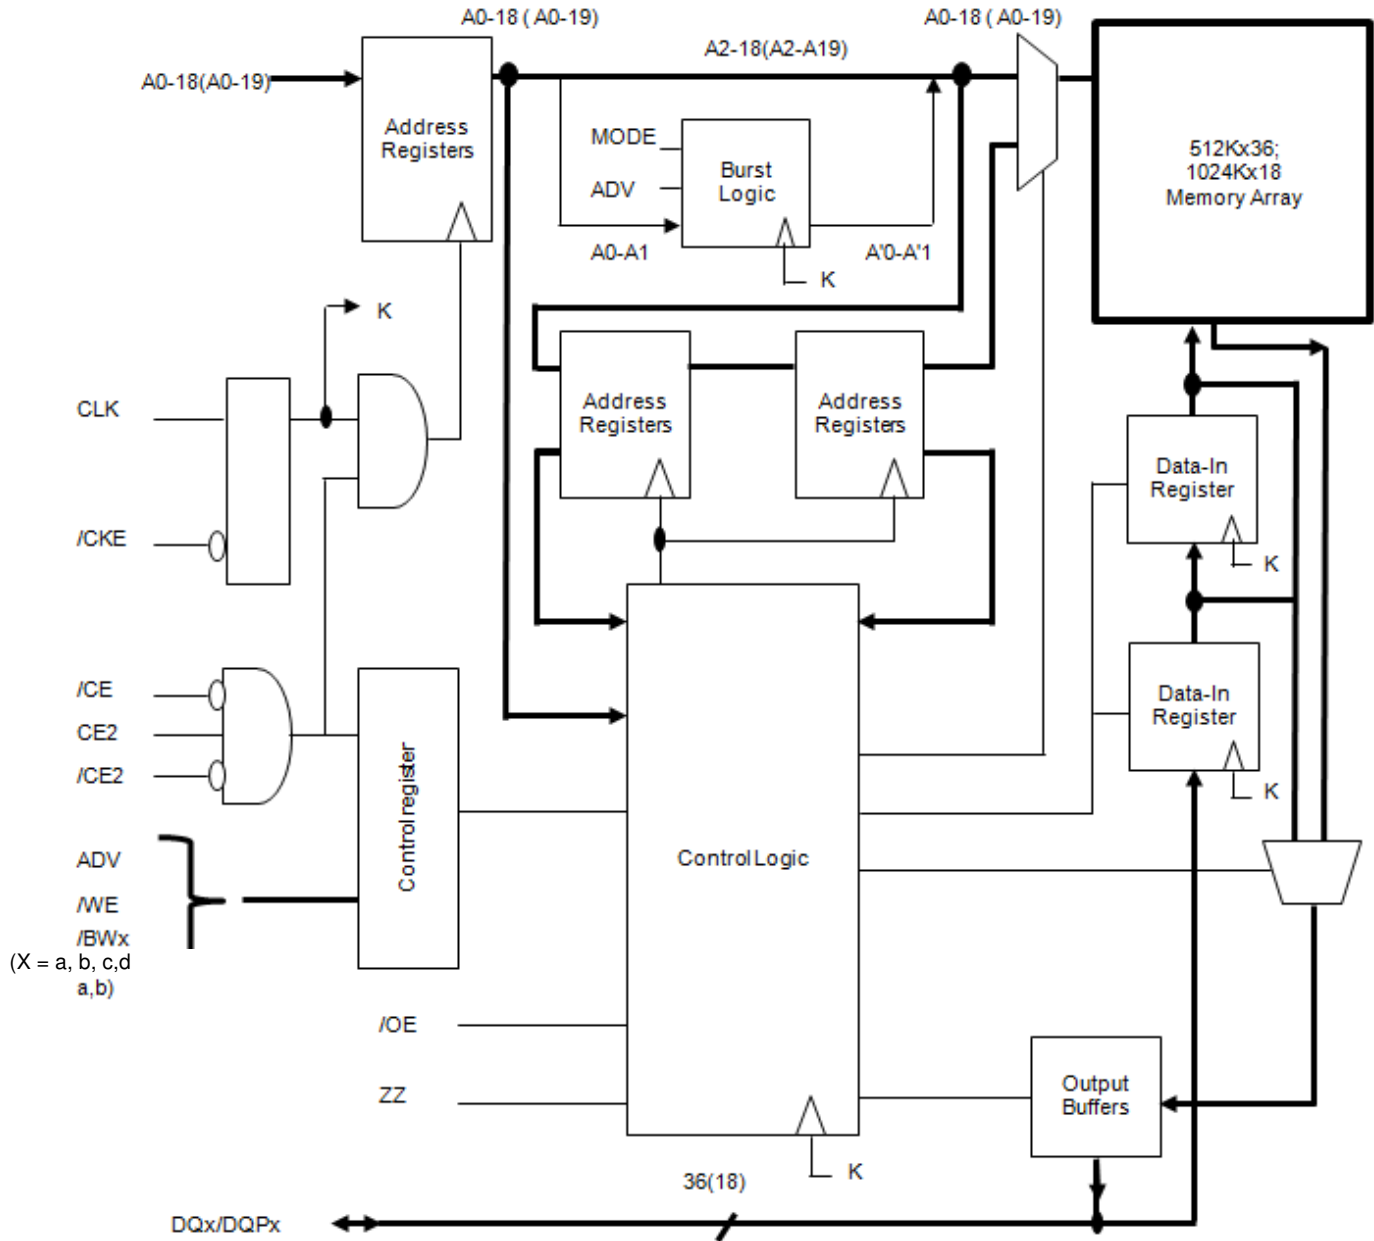 A0-18 ( A0-19)
A0-18 ( A0-19)
A2-18(A2-A19)
A0-18(A0-19)
Address
Registers
MODE
ADV
Burst
Logic
A0-A1
A'0-A'1
K
512Kx36;
1024Kx18
Memory Array
K
CLK
/CKE
Address
Registers
Address
Registers
Data-In
Register
K
/CE
CE2
/CE2
Control register
Data-In
Register
K
ADV
/WE
/BWx
(X = a, b, c,d
a,b)
Control Logic
/OE
ZZ
Output
Buffers
K
36(18)
DQx/DQPx